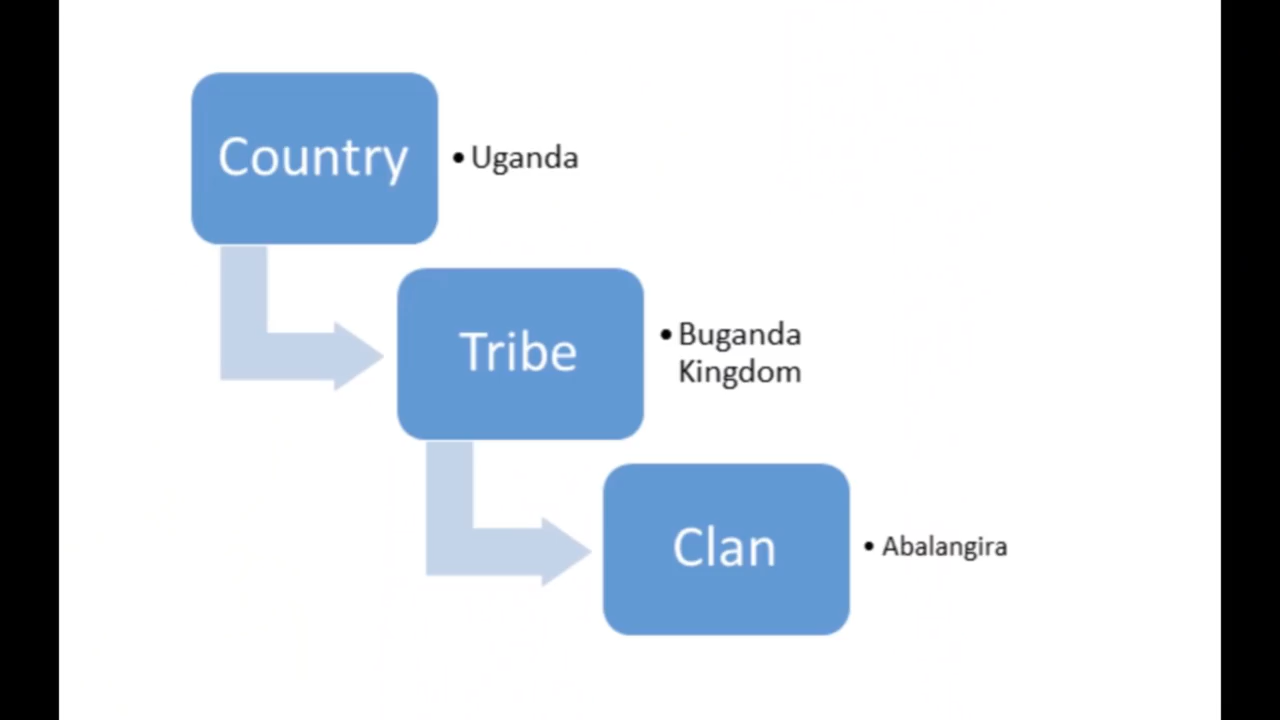 Country
• Uganda
Tribe
• Buganda
Kingdom
Clan
• Abalangira